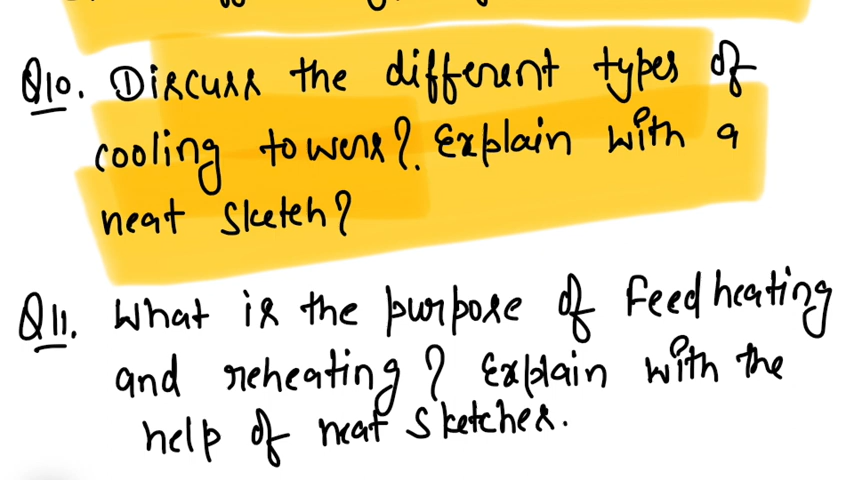 Q10. Discuss the different types of
cooling towers? Explain with a
neat sketch?
Q11. What is the purpose of Feed heating
and reheating? Explain with the
help of neat sketches.